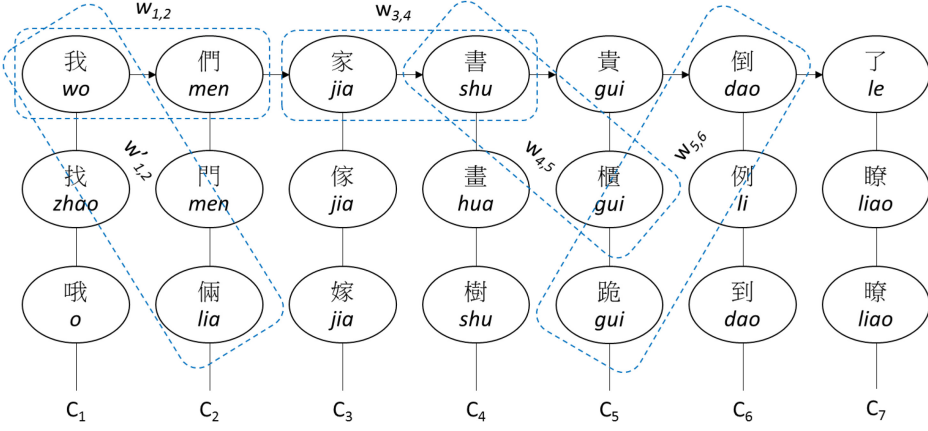 w1,2 w3,4
我 們 家 書 貴 倒 了
wo men jia shu gui dao le
w'1,2 w4,5 w5,6
找 門 傢 畫 櫃 例 瞭
zhao men jia hua gui li liao
哦 倆 嫁 樹 跪 到 暸
o lia jia shu gui dao liao
C1 C2 C3 C4 C5 C6 C7